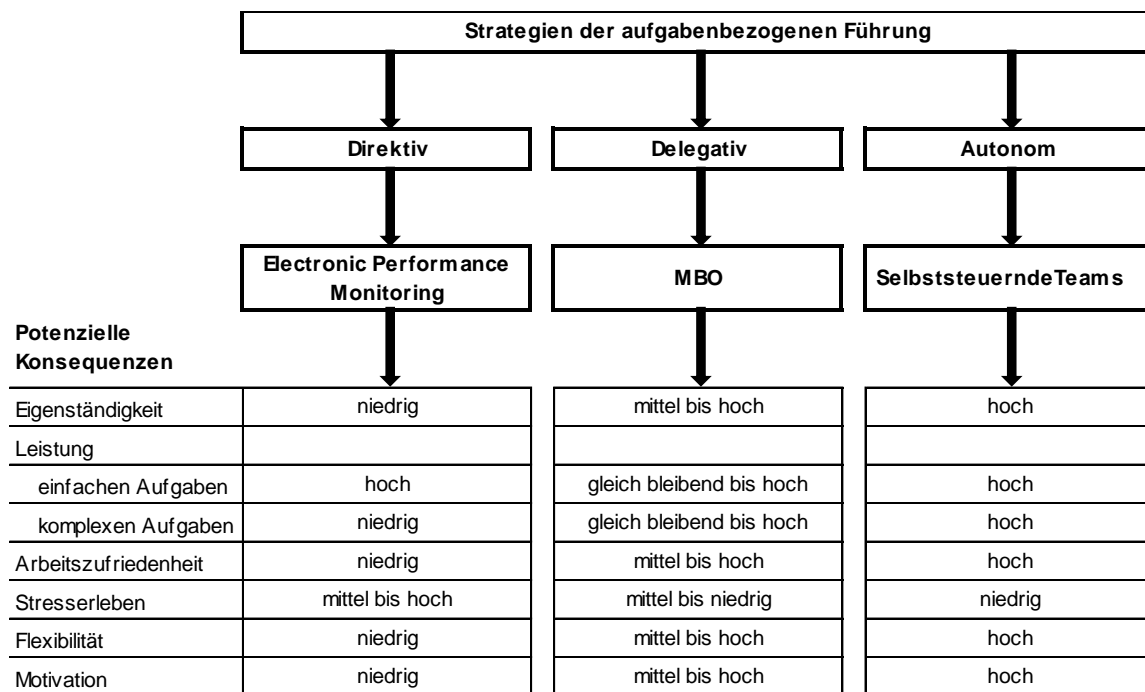 Strategien der aufgabenbezogenen Führung
Direktiv Delegativ Autonom
Electronic Performance
Monitoring MBO SelbststeuerndeTeams
Potenzielle
Konsequenzen
Eigenständigkeit niedrig mittel bis hoch hoch
Leistung
einfachen Aufgaben hoch gleich bleibend bis hoch hoch
komplexen Aufgaben niedrig gleich bleibend bis hoch hoch
Arbeitszufriedenheit niedrig mittel bis hoch hoch
Stresserleben mittel bis hoch mittel bis niedrig niedrig
Flexibilität niedrig mittel bis hoch hoch
Motivation niedrig mittel bis hoch hoch